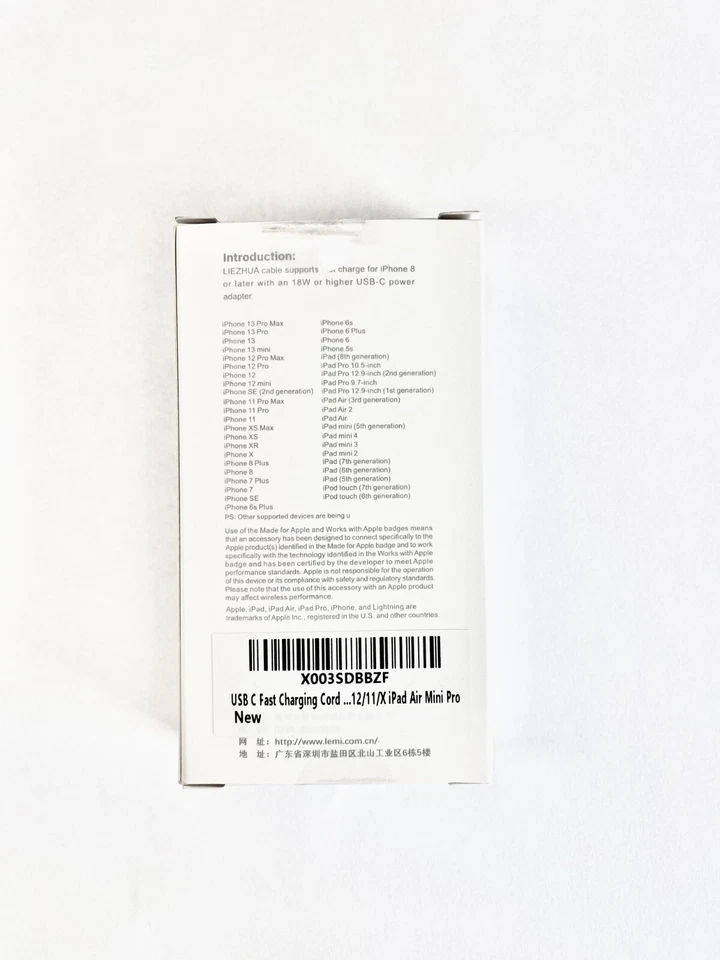 Introduction:
LIEZHUA cable supports charge for iPhone 8
or later with an 18W or higher USB-C power
adapter.
iPhone 13 Pro Max
iPhone 13 Pro
iPhone 13
iPhone 13 mini
iPhone 12 Pro Max
iPhone 12 Pro
iPhone 12
iPhone 12 mini
iPhone SE (2nd generation)
iPhone 11 Pro Max
iPhone 11 Pro
iPhone 11
iPhone XS Max
iPhone XS
iPhone XR
iPhone X
iPhone 8 Plus
iPhone 8
iPhone 7 Plus
iPhone 7
iPhone SE
iPhone 6s Plus
iPhone 6s
iPhone 6 Plus
iPhone 6
iPhone 5s
iPad (8th generation)
iPad Pro 10.5-inch
iPad Pro 12.9-inch (2nd generation)
iPad Pro 9.7-inch
iPad Pro 12.9-inch (1st generation)
iPad Air (3rd generation)
iPad Air 2
iPad Air
iPad mini (5th generation)
iPad mini 4
iPad mini 3
iPad mini 2
iPad (7th generation)
iPad (6th generation)
iPad (5th generation)
iPod touch (7th generation)
iPod touch (6th generation)
PS: Other supported devices are being u
Use of the Made for Apple and Works with Apple badges means
that an accessory has been designed to connect specifically to the
Apple product(s) identified in the Made for Apple badge and to work
specifically with the technology identified in the Works with Apple
badge and has been certified by the developer to meet Apple
performance standards. Apple is not responsible for the operation
of this device or its compliance with safety and regulatory standards.
Please note that the use of this accessory with an Apple product
may affect wireless performance.
Apple, iPad, iPad Air, iPad Pro, iPhone, and Lightning are
trademarks of Apple Inc., registered in the U.S. and other countries.
X003SDBBZF
USB C Fast Charging Cord ...12/11/X iPad Air Mini Pro
New
网 址：http://www.lemi.com.cn/
地 址：广东省深圳市盐田区北山工业区6栋5楼